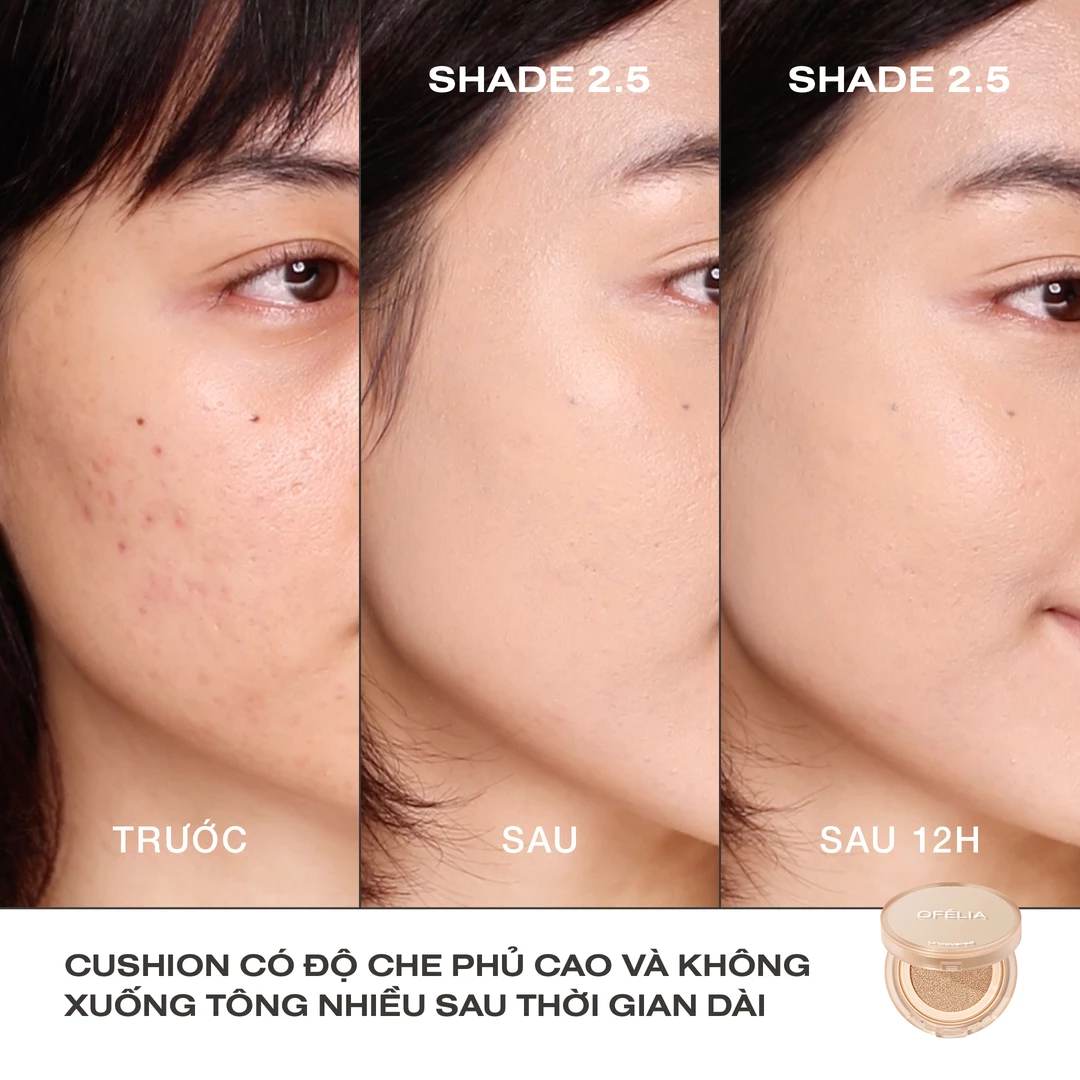 SHADE 2.5
SHADE 2.5
TRƯỚC
SAU
SAU 12H
OFÉLIA
CUSHION CÓ ĐỘ CHE PHỦ CAO VÀ KHÔNG
XUỐNG TÔNG NHIỀU SAU THỜI GIAN DÀI